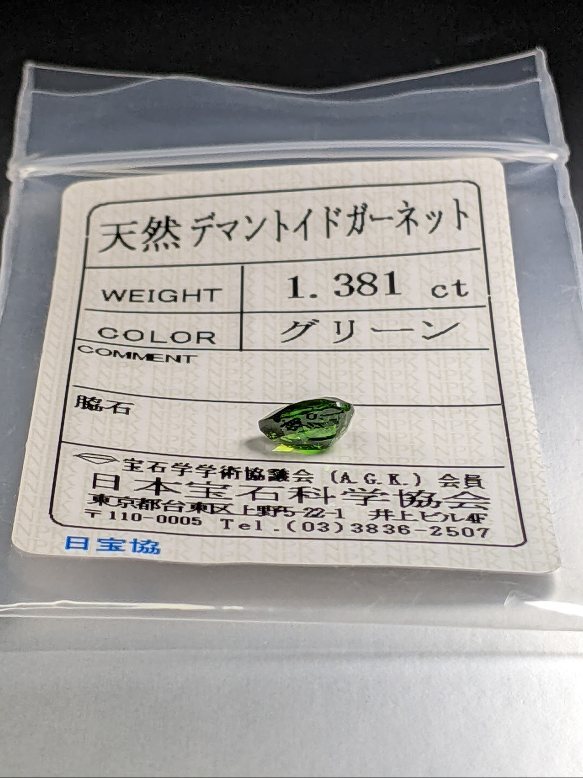 天然 デマントイドガーネット
WEIGHT 1.381 ct
COLOR グリーン
COMMENT
脇石
宝石学学術協議会 (A.G.K.) 会員
日本宝石科学協会
東京都台東区上野5-22-1 井上ビル4F
〒110-0005 Tel.(03)3836-2507
日宝協